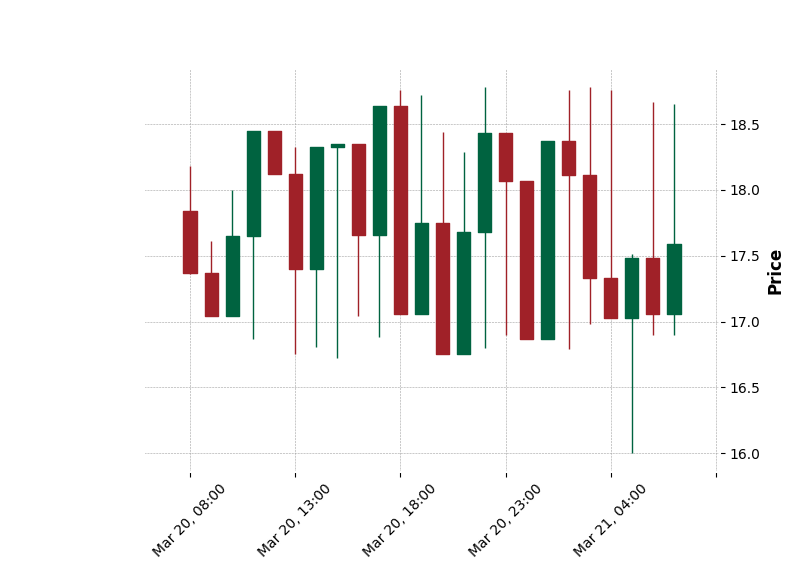 18.5
18.0
17.5
17.0
16.5
16.0
Price
Mar 20, 08:00
Mar 20, 13:00
Mar 20, 18:00
Mar 20, 23:00
Mar 21, 04:00